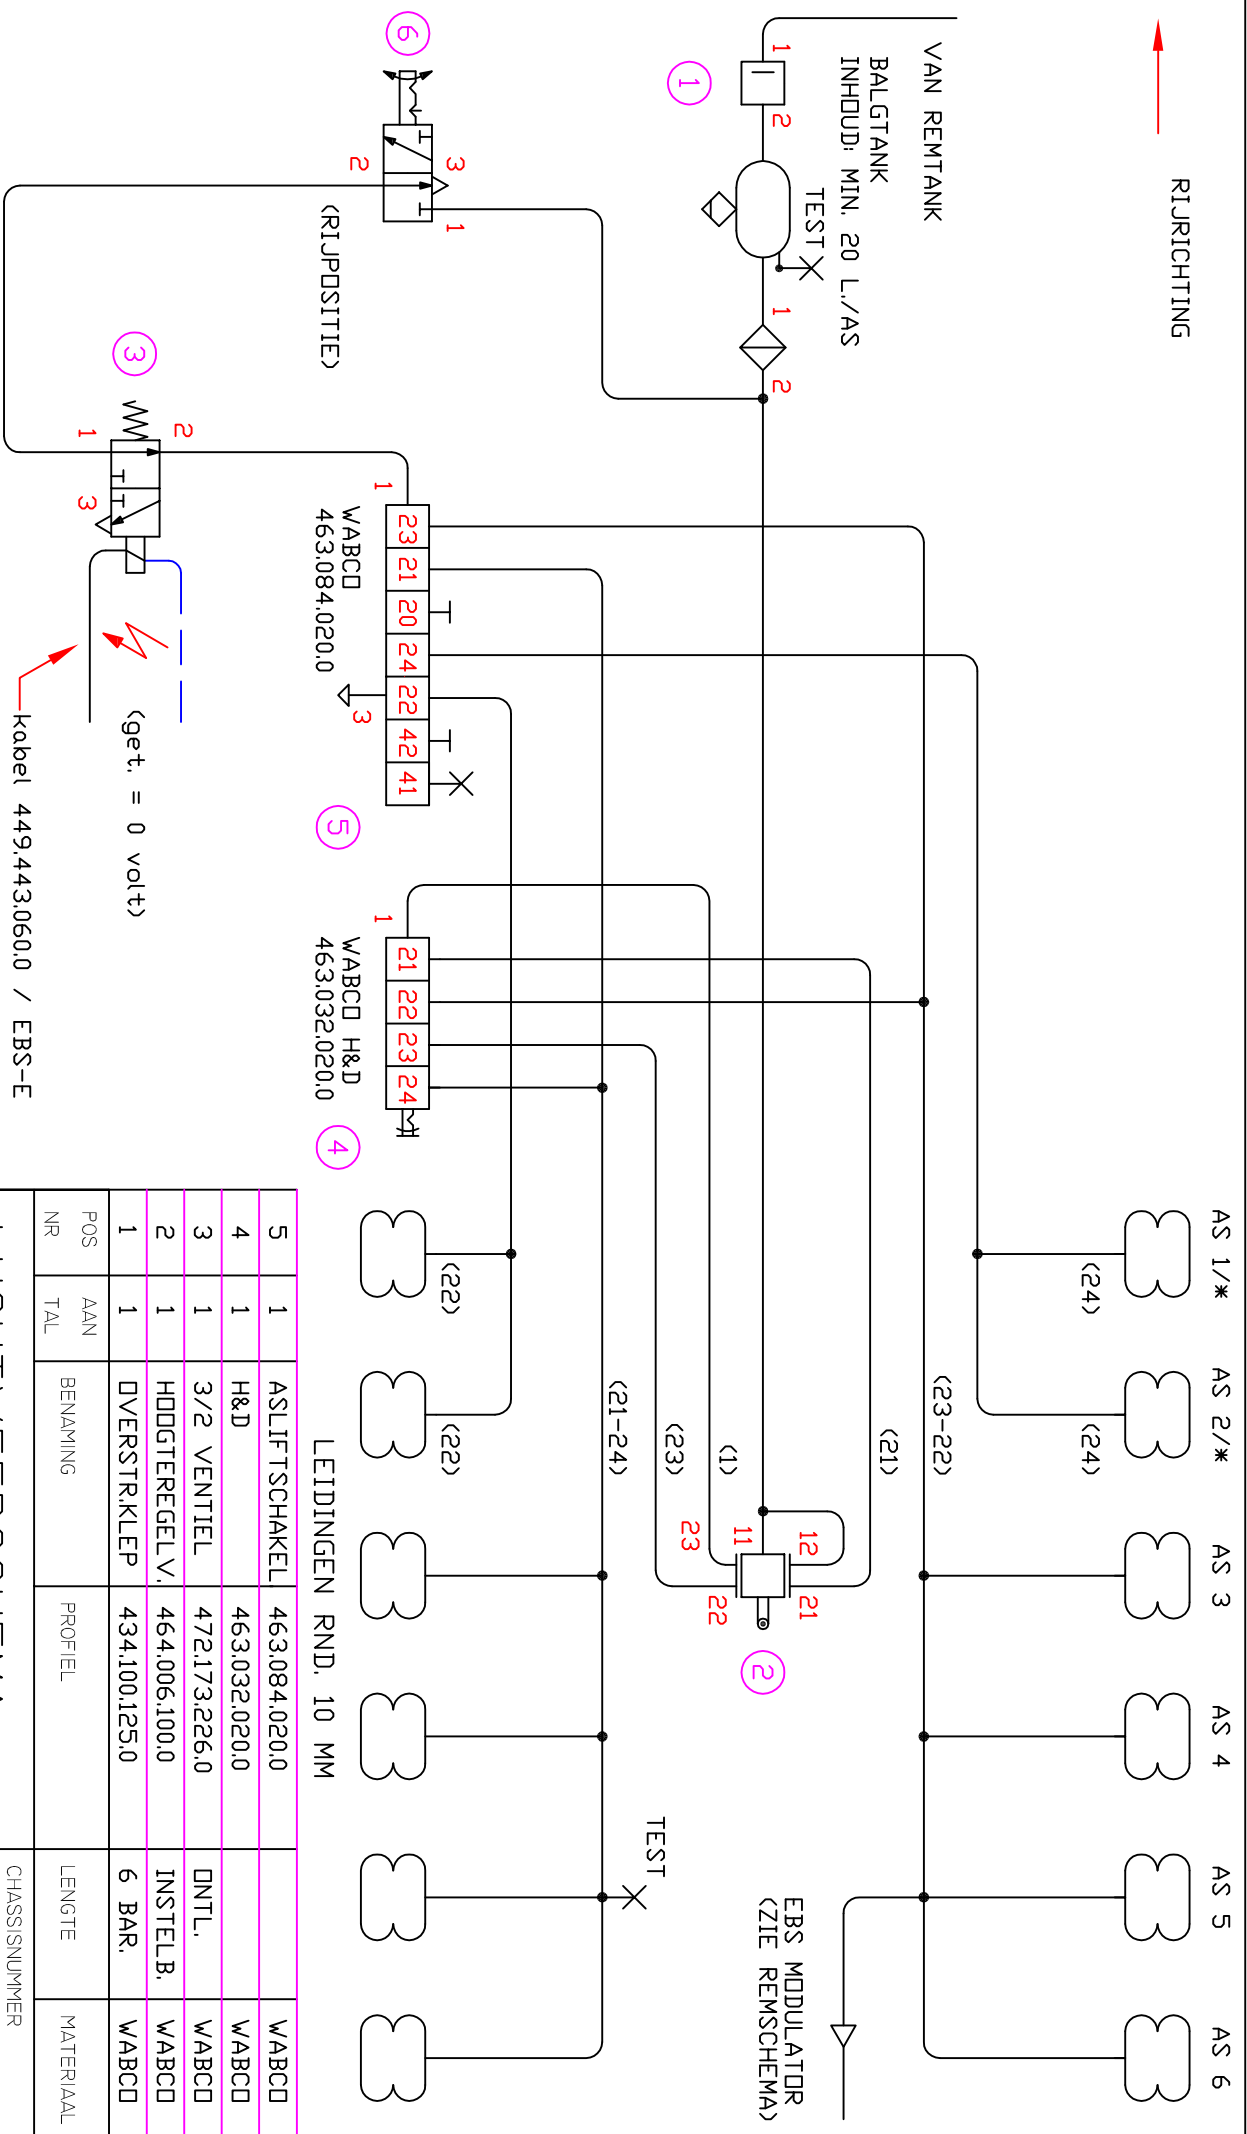 RIJRICHTING
VAN REMTANK
BALGTANK
INHOUD: MIN. 20 L./AS
TEST
1
2
1
1
2
6
3
2
1
(RIJPOSITIE)
3
1
2
3
(get. = 0 volt)
kabel 449.443.060.0 / EBS-E
1
23
21
20
24
22
42
41
3
WABCO
463.084.020.0
5
1
21
22
23
24
WABCO H&D
463.032.020.0
4
AS 1/*
AS 2/*
AS 3
AS 4
AS 5
AS 6
(24)
(24)
(23-22)
(21)
(1)
(23)
(21-24)
(22)
(22)
12
21
11
23
22
2
TEST
EBS MODULATOR
(ZIE REMSCHEMA)
LEIDINGEN RND. 10 MM
5 1 ASLIFTSCHAKEL. 463.084.020.0 WABCO
4 1 H&D 463.032.020.0 WABCO
3 1 3/2 VENTIEL 472.173.226.0 ONTL. WABCO
2 1 HOOGTEREGELV. 464.006.100.0 INSTELB. WABCO
1 1 OVERSTR.KLEP 434.100.125.0 6 BAR. WABCO
POS NR AAN TAL BENAMING PROFIEL LENGTE MATERIAAL
CHASSISNUMMER